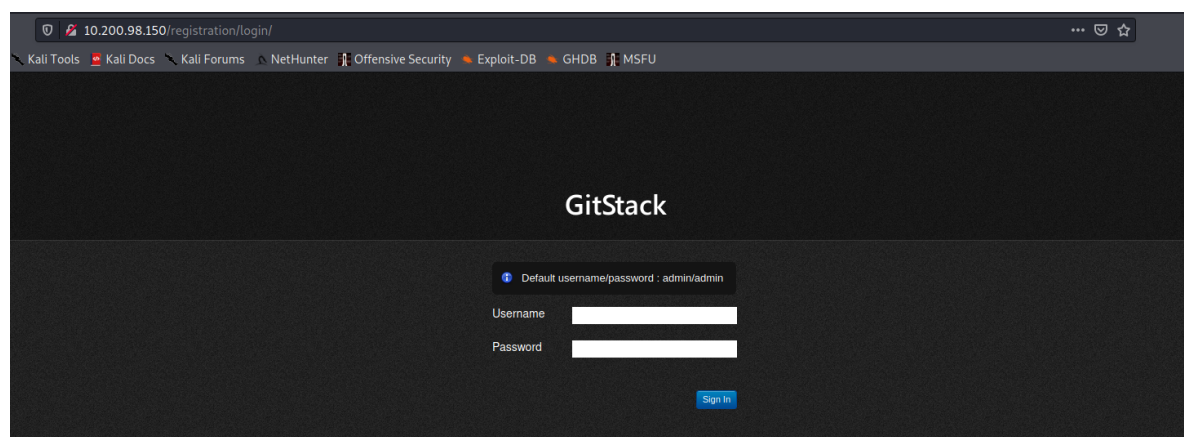 10.200.98.150/registration/login/
Kali Tools Kali Docs Kali Forums NetHunter Offensive Security Exploit-DB GHDB MSFU
GitStack
Default username/password : admin/admin
Username
Password
Sign In